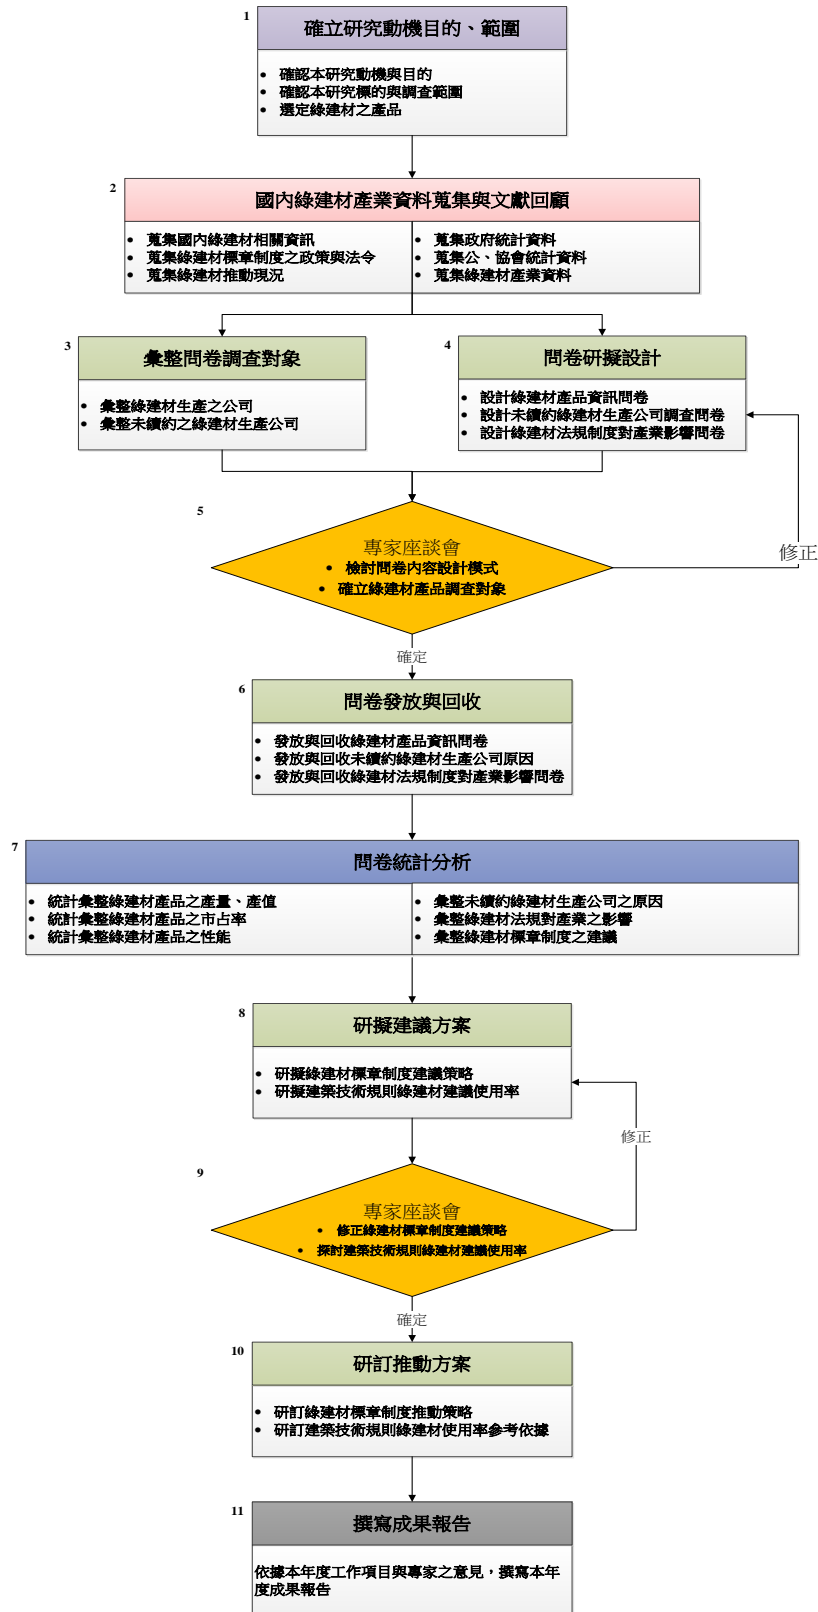 1
確立研究動機目的、範圍
• 確認本研究動機與目的
• 確認本研究標的與調查範圍
• 選定綠建材之產品
2
國內綠建材產業資料蒐集與文獻回顧
• 蒐集國內綠建材相關資訊
• 蒐集綠建材標章制度之政策與法令
• 蒐集綠建材推動現況
• 蒐集政府統計資料
• 蒐集公、協會統計資料
• 蒐集綠建材產業資料
3
彙整問卷調查對象
• 彙整綠建材生產之公司
• 彙整未續約之綠建材生產公司
4
問卷研擬設計
• 設計綠建材產品資訊問卷
• 設計未續約綠建材生產公司調查問卷
• 設計綠建材法規制度對產業影響問卷
5
專家座談會
• 檢討問卷內容設計模式
• 確立綠建材產品調查對象
修正
確定
6
問卷發放與回收
• 發放與回收綠建材產品資訊問卷
• 發放與回收未續約綠建材生產公司原因
• 發放與回收綠建材法規制度對產業影響問卷
7
問卷統計分析
• 統計彙整綠建材產品之產量、產值
• 統計彙整綠建材產品之市占率
• 統計彙整綠建材產品之性能
• 彙整未續約綠建材生產公司之原因
• 彙整綠建材法規對產業之影響
• 彙整綠建材標章制度之建議
8
研擬建議方案
• 研擬綠建材標章制度建議策略
• 研擬建築技術規則綠建材建議使用率
修正
9
專家座談會
• 修正綠建材標章制度建議策略
• 探討建築技術規則綠建材建議使用率
確定
10
研訂推動方案
• 研訂綠建材標章制度推動策略
• 研訂建築技術規則綠建材使用率參考依據
11
撰寫成果報告
依據本年度工作項目與專家之意見，撰寫本年
度成果報告